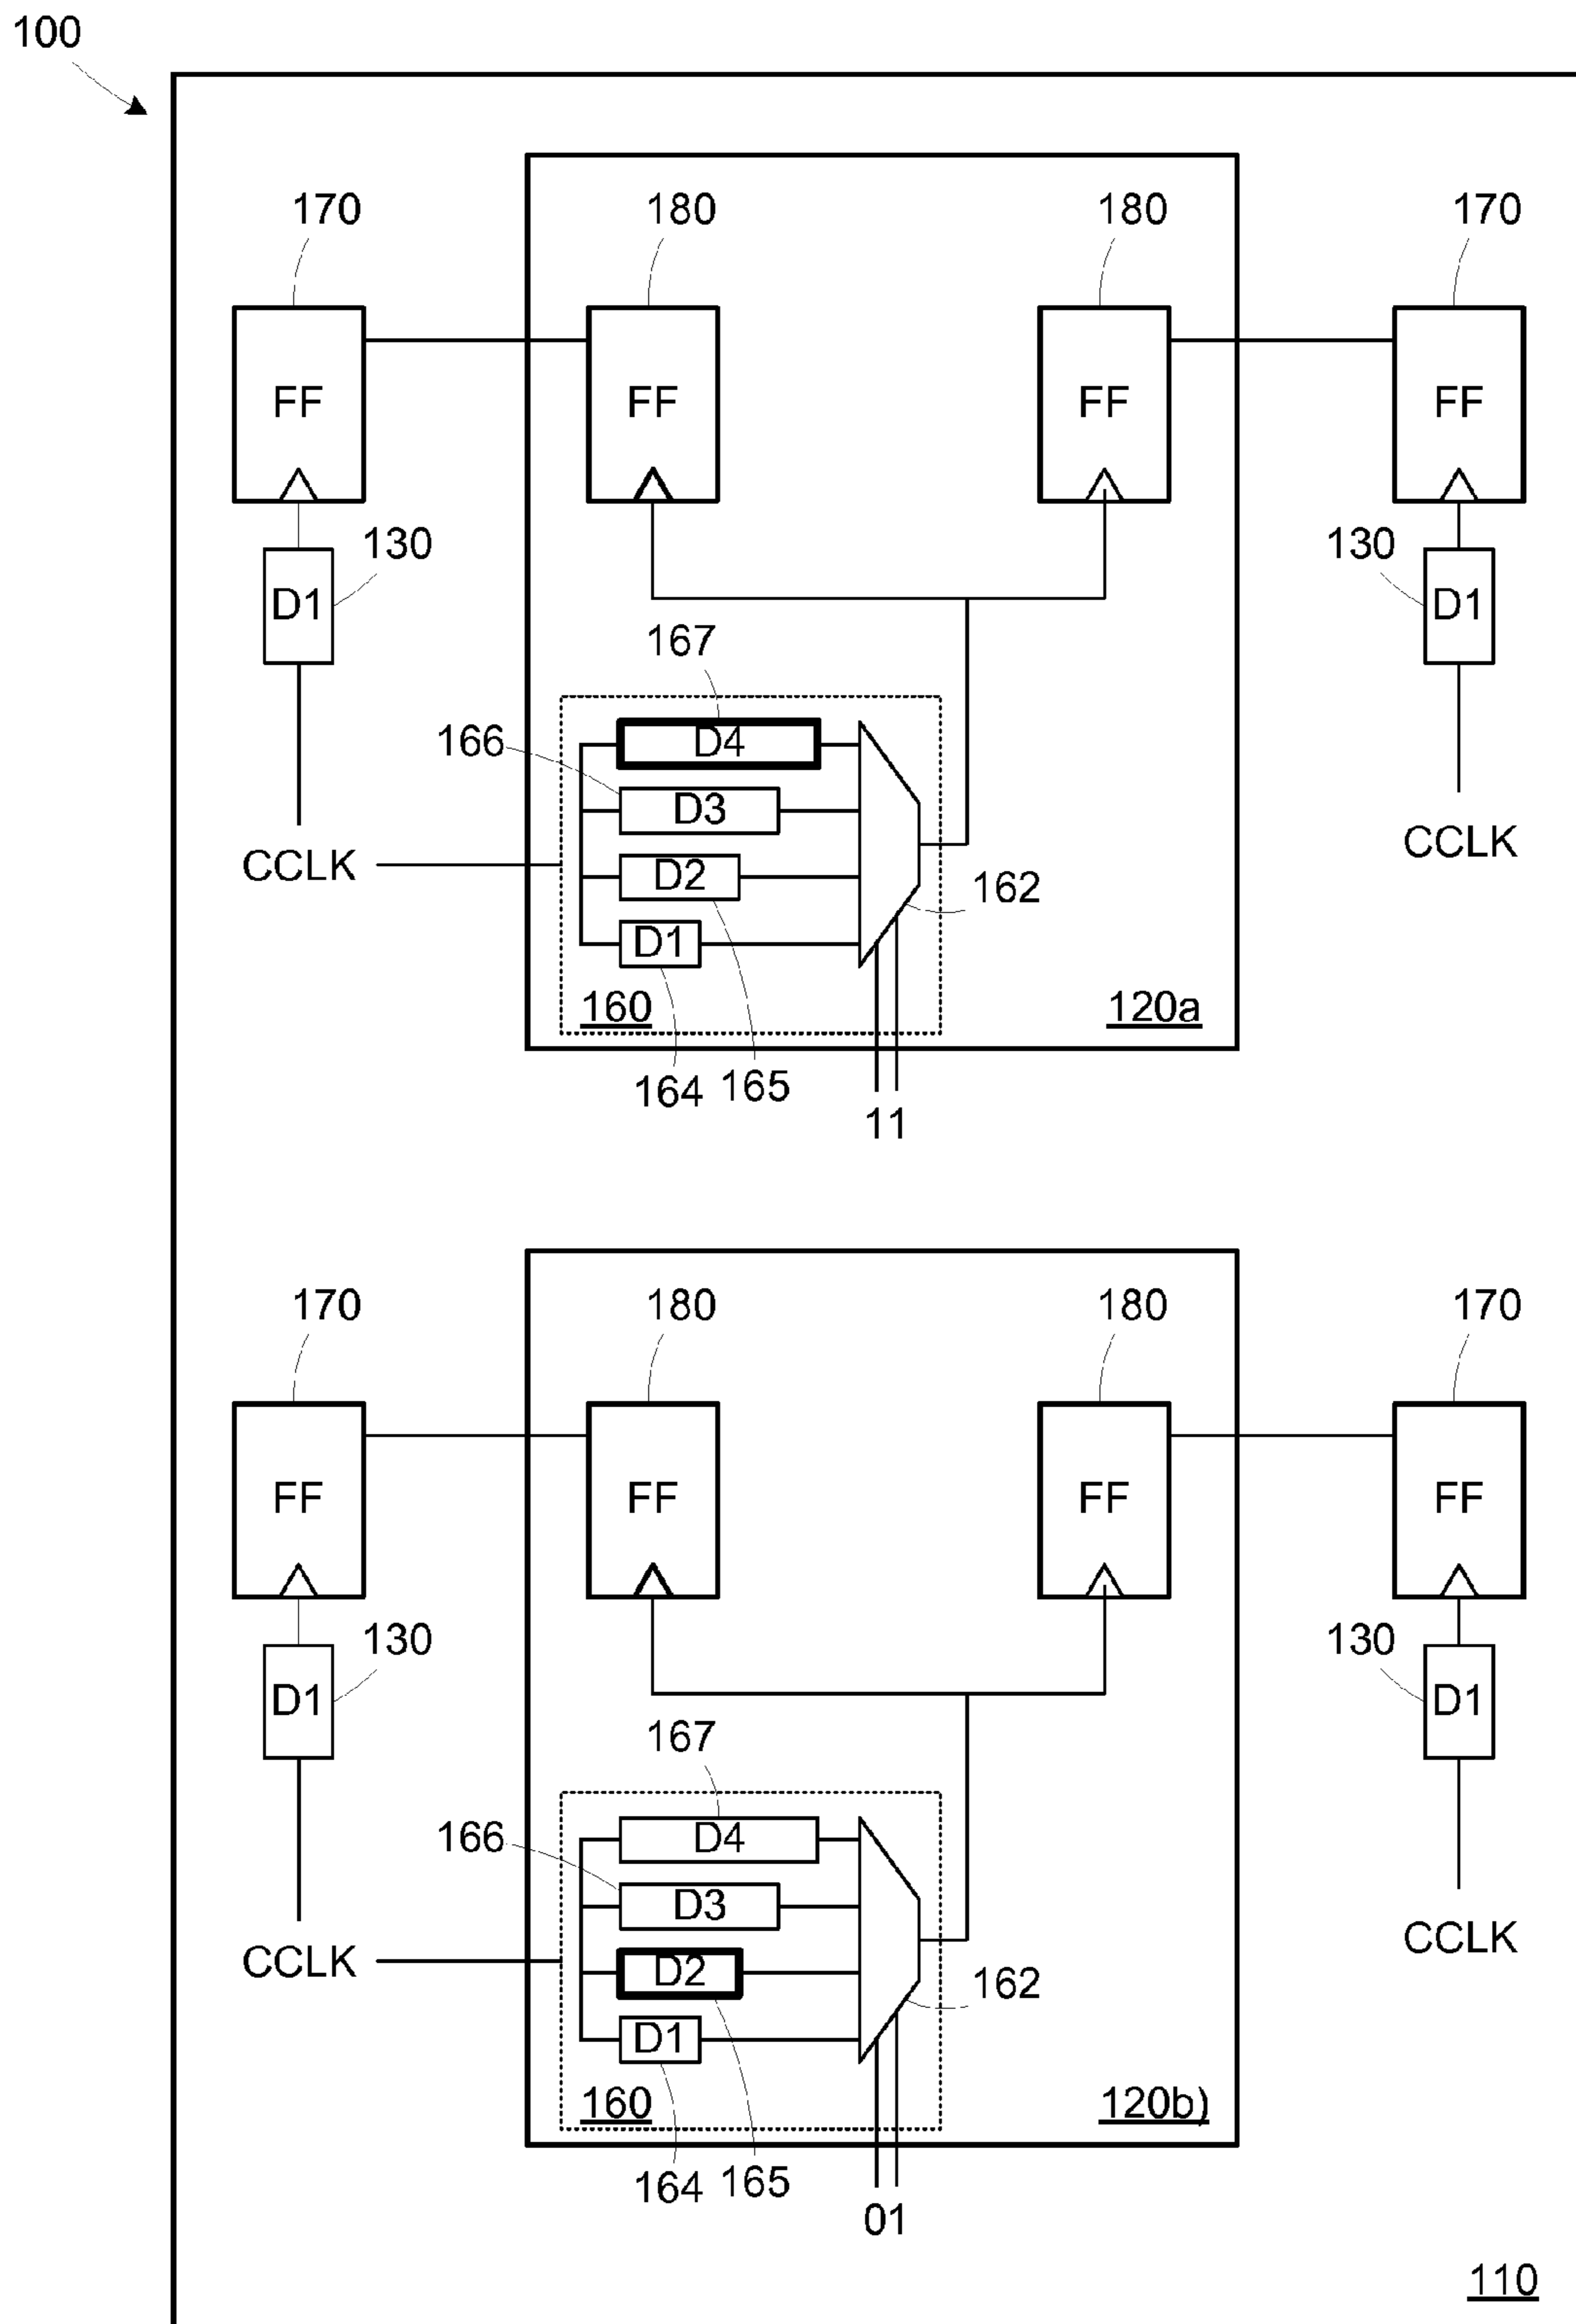 100
170 180 180 170
FF FF FF FF
130 130
D1 D1
167
D4
166
D3
CCLK
D2
CCLK
162
D1
160 120a
164 165
11
170 180 180 170
FF FF FF FF
130 130
D1 D1
167
D4
166
D3
CCLK
D2
CCLK
162
D1
160 120b)
164 165
01
110